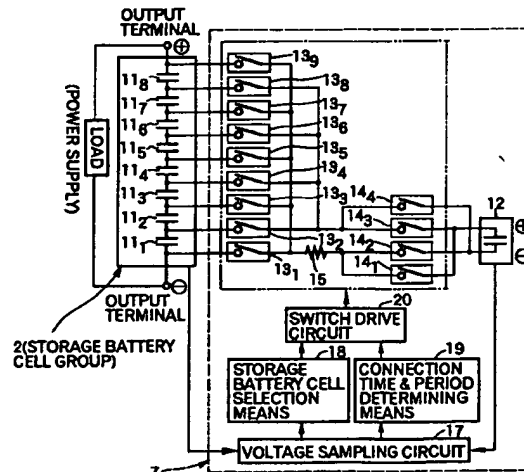 OUTPUT
TERMINAL
⊕
13₉
11₈
13₈
11₇
13₇
11₆
13₆
(POWER SUPPLY)
LOAD
11₅
13₅
11₄
13₄
14₄
12
11₃
13₃
14₃
⊕
11₂
13₂
14₂
⊖
11₁
13₁
15
14₁
OUTPUT
TERMINAL
⊖
20
SWITCH DRIVE
CIRCUIT
2(STORAGE BATTERY
CELL GROUP)
18
STORAGE
BATTERY CELL
SELECTION
MEANS
19
CONNECTION
TIME & PERIOD
DETERMINING
MEANS
17
VOLTAGE SAMPLING CIRCUIT